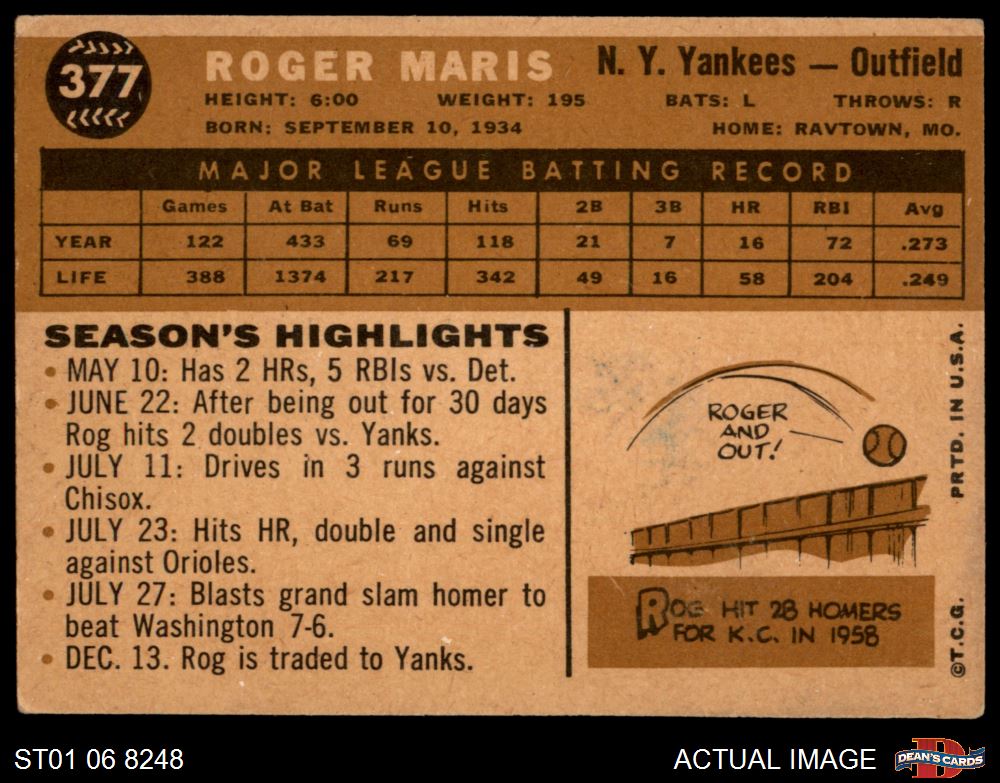 377
ROGER MARIS N. Y. Yankees — Outfield
HEIGHT: 6:00 WEIGHT: 195 BATS: L THROWS: R
BORN: SEPTEMBER 10, 1934 HOME: RAYTOWN, MO.
MAJOR LEAGUE BATTING RECORD
Games At Bat Runs Hits 2B 3B HR RBI Avg
YEAR 122 433 69 118 21 7 16 72 .273
LIFE 388 1374 217 342 49 16 58 204 .249
SEASON'S HIGHLIGHTS
• MAY 10: Has 2 HRs, 5 RBIs vs. Det.
• JUNE 22: After being out for 30 days
Rog hits 2 doubles vs. Yanks.
• JULY 11: Drives in 3 runs against
Chisox.
• JULY 23: Hits HR, double and single
against Orioles.
• JULY 27: Blasts grand slam homer to
beat Washington 7-6.
• DEC. 13. Rog is traded to Yanks.
ROGER
AND
OUT!
ROG HIT 28 HOMERS
FOR K.C. IN 1958
©T.C.G. PRTD. IN U.S.A.
ST01 06 8248 ACTUAL IMAGE
D
DEAN'S CARDS